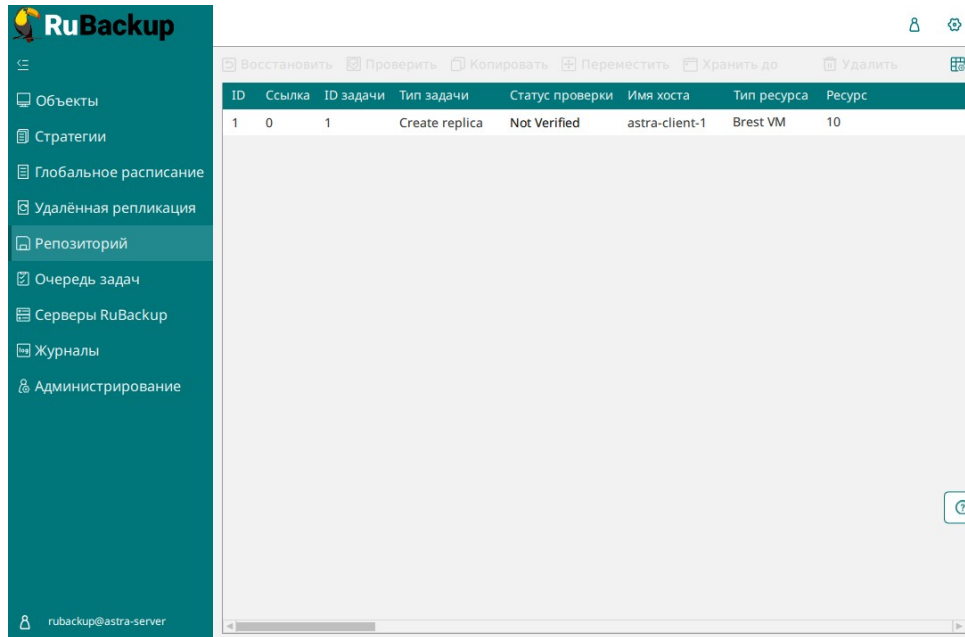 RuBackup
Восстановить Проверить Копировать Переместить Хранить до Удалить
Объекты
Стратегии
Глобальное расписание
Удалённая репликация
Репозиторий
Очередь задач
Серверы RuBackup
log Журналы
Администрирование
rubackup@astra-server
ID Ссылка ID задачи Тип задачи Статус проверки Имя хоста Тип ресурса Ресурс
1 0 1 Create replica Not Verified astra-client-1 Brest VM 10